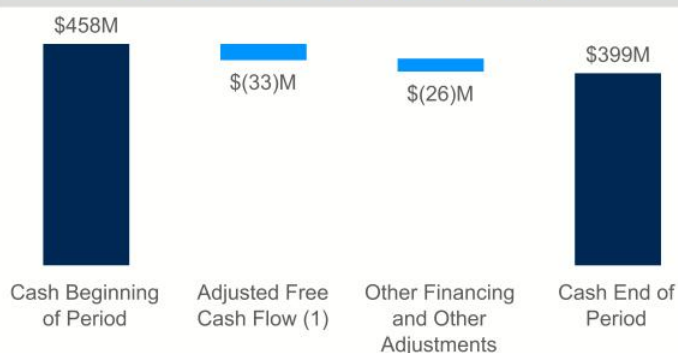 $458M
$(33)M
$(26)M
$399M
Cash Beginning
of Period
Adjusted Free
Cash Flow (1)
Other Financing
and Other
Adjustments
Cash End of
Period